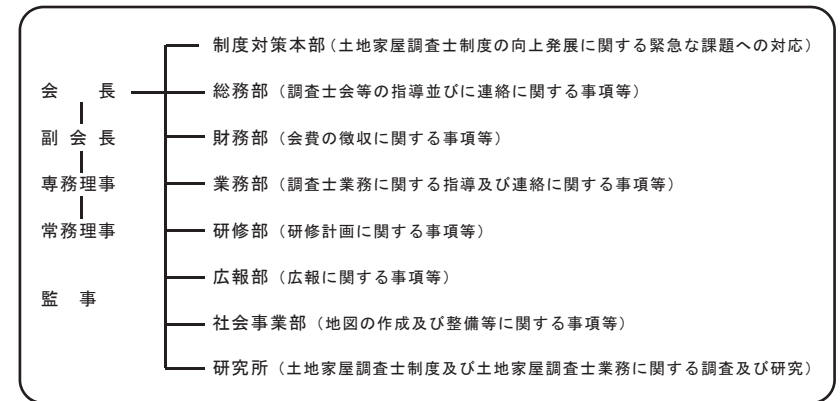 制度対策本部（土地家屋調査士制度の向上発展に関する緊急な課題への対応）
会長
総務部（調査士会等の指導並びに連絡に関する事項等）
副会長
財務部（会費の徴収に関する事項等）
専務理事
業務部（調査士業務に関する指導及び連絡に関する事項等）
常務理事
研修部（研修計画に関する事項等）
広報部（広報に関する事項等）
監事
社会事業部（地図の作成及び整備等に関する事項等）
研究所（土地家屋調査士制度及び土地家屋調査士業務に関する調査及び研究）